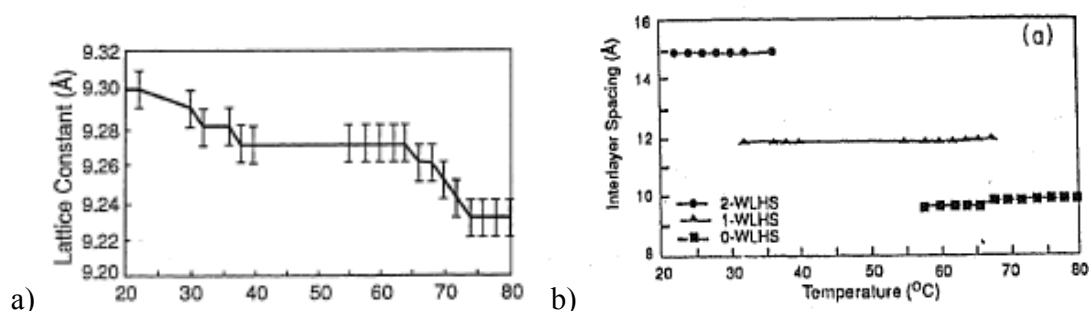 a)
Lattice Constant (Å)
9.32
9.30
9.28
9.26
9.24
9.20
20 30 40 50 60 70 80
b)
(a)
Interlayer Spacing (Å)
16
14
12
10
8
2-WLHS
1-WLHS
0-WLHS
20 30 40 50 60 70 80
Temperature (°C)